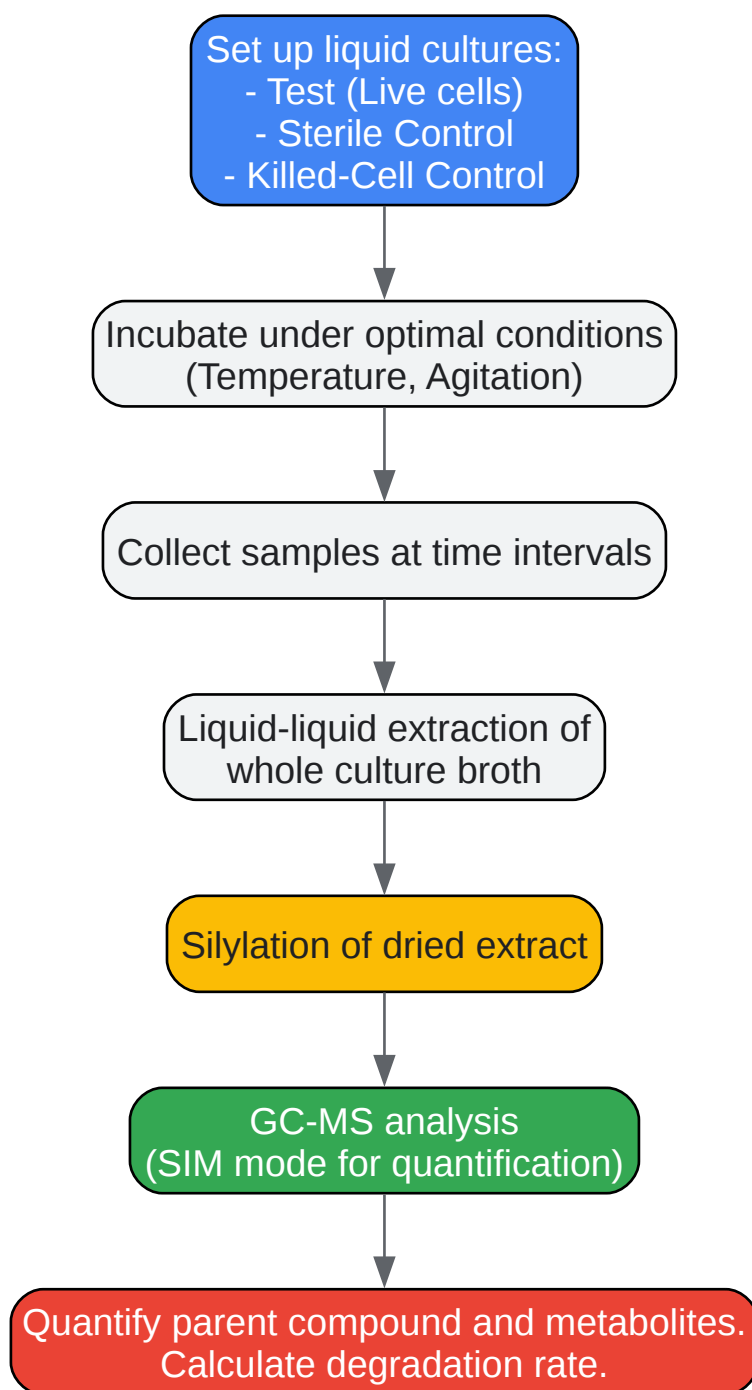 Set up liquid cultures:
- Test (Live cells)
- Sterile Control
- Killed-Cell Control
Incubate under optimal conditions
(Temperature, Agitation)
Collect samples at time intervals
Liquid-liquid extraction of
whole culture broth
Silylation of dried extract
GC-MS analysis
(SIM mode for quantification)
Quantify parent compound and metabolites.
Calculate degradation rate.